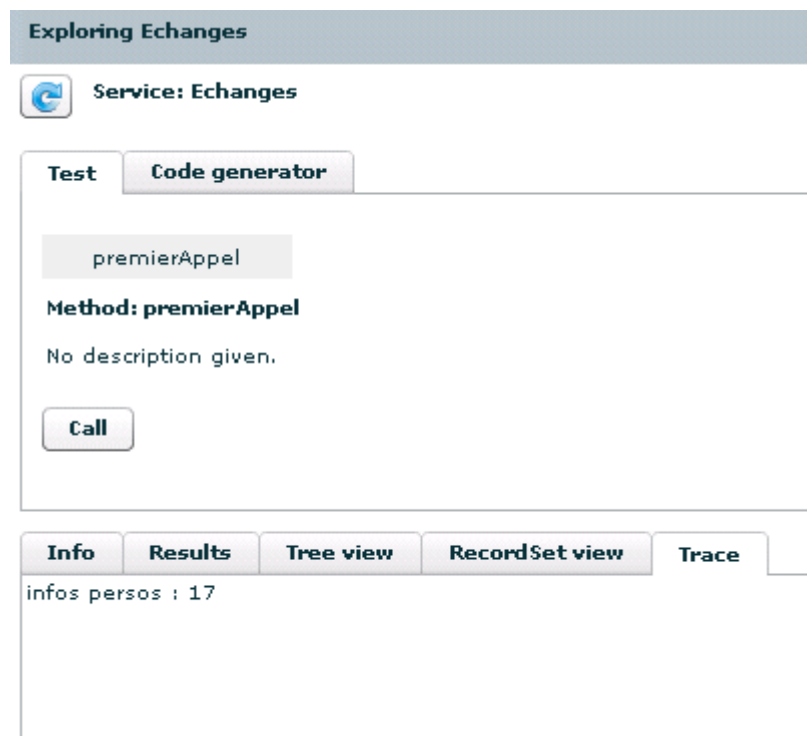 Exploring Echanges
Service: Echanges
Test Code generator
premierAppel
Method: premierAppel
No description given.
Call
Info Results Tree view RecordSet view Trace
infos persos : 17